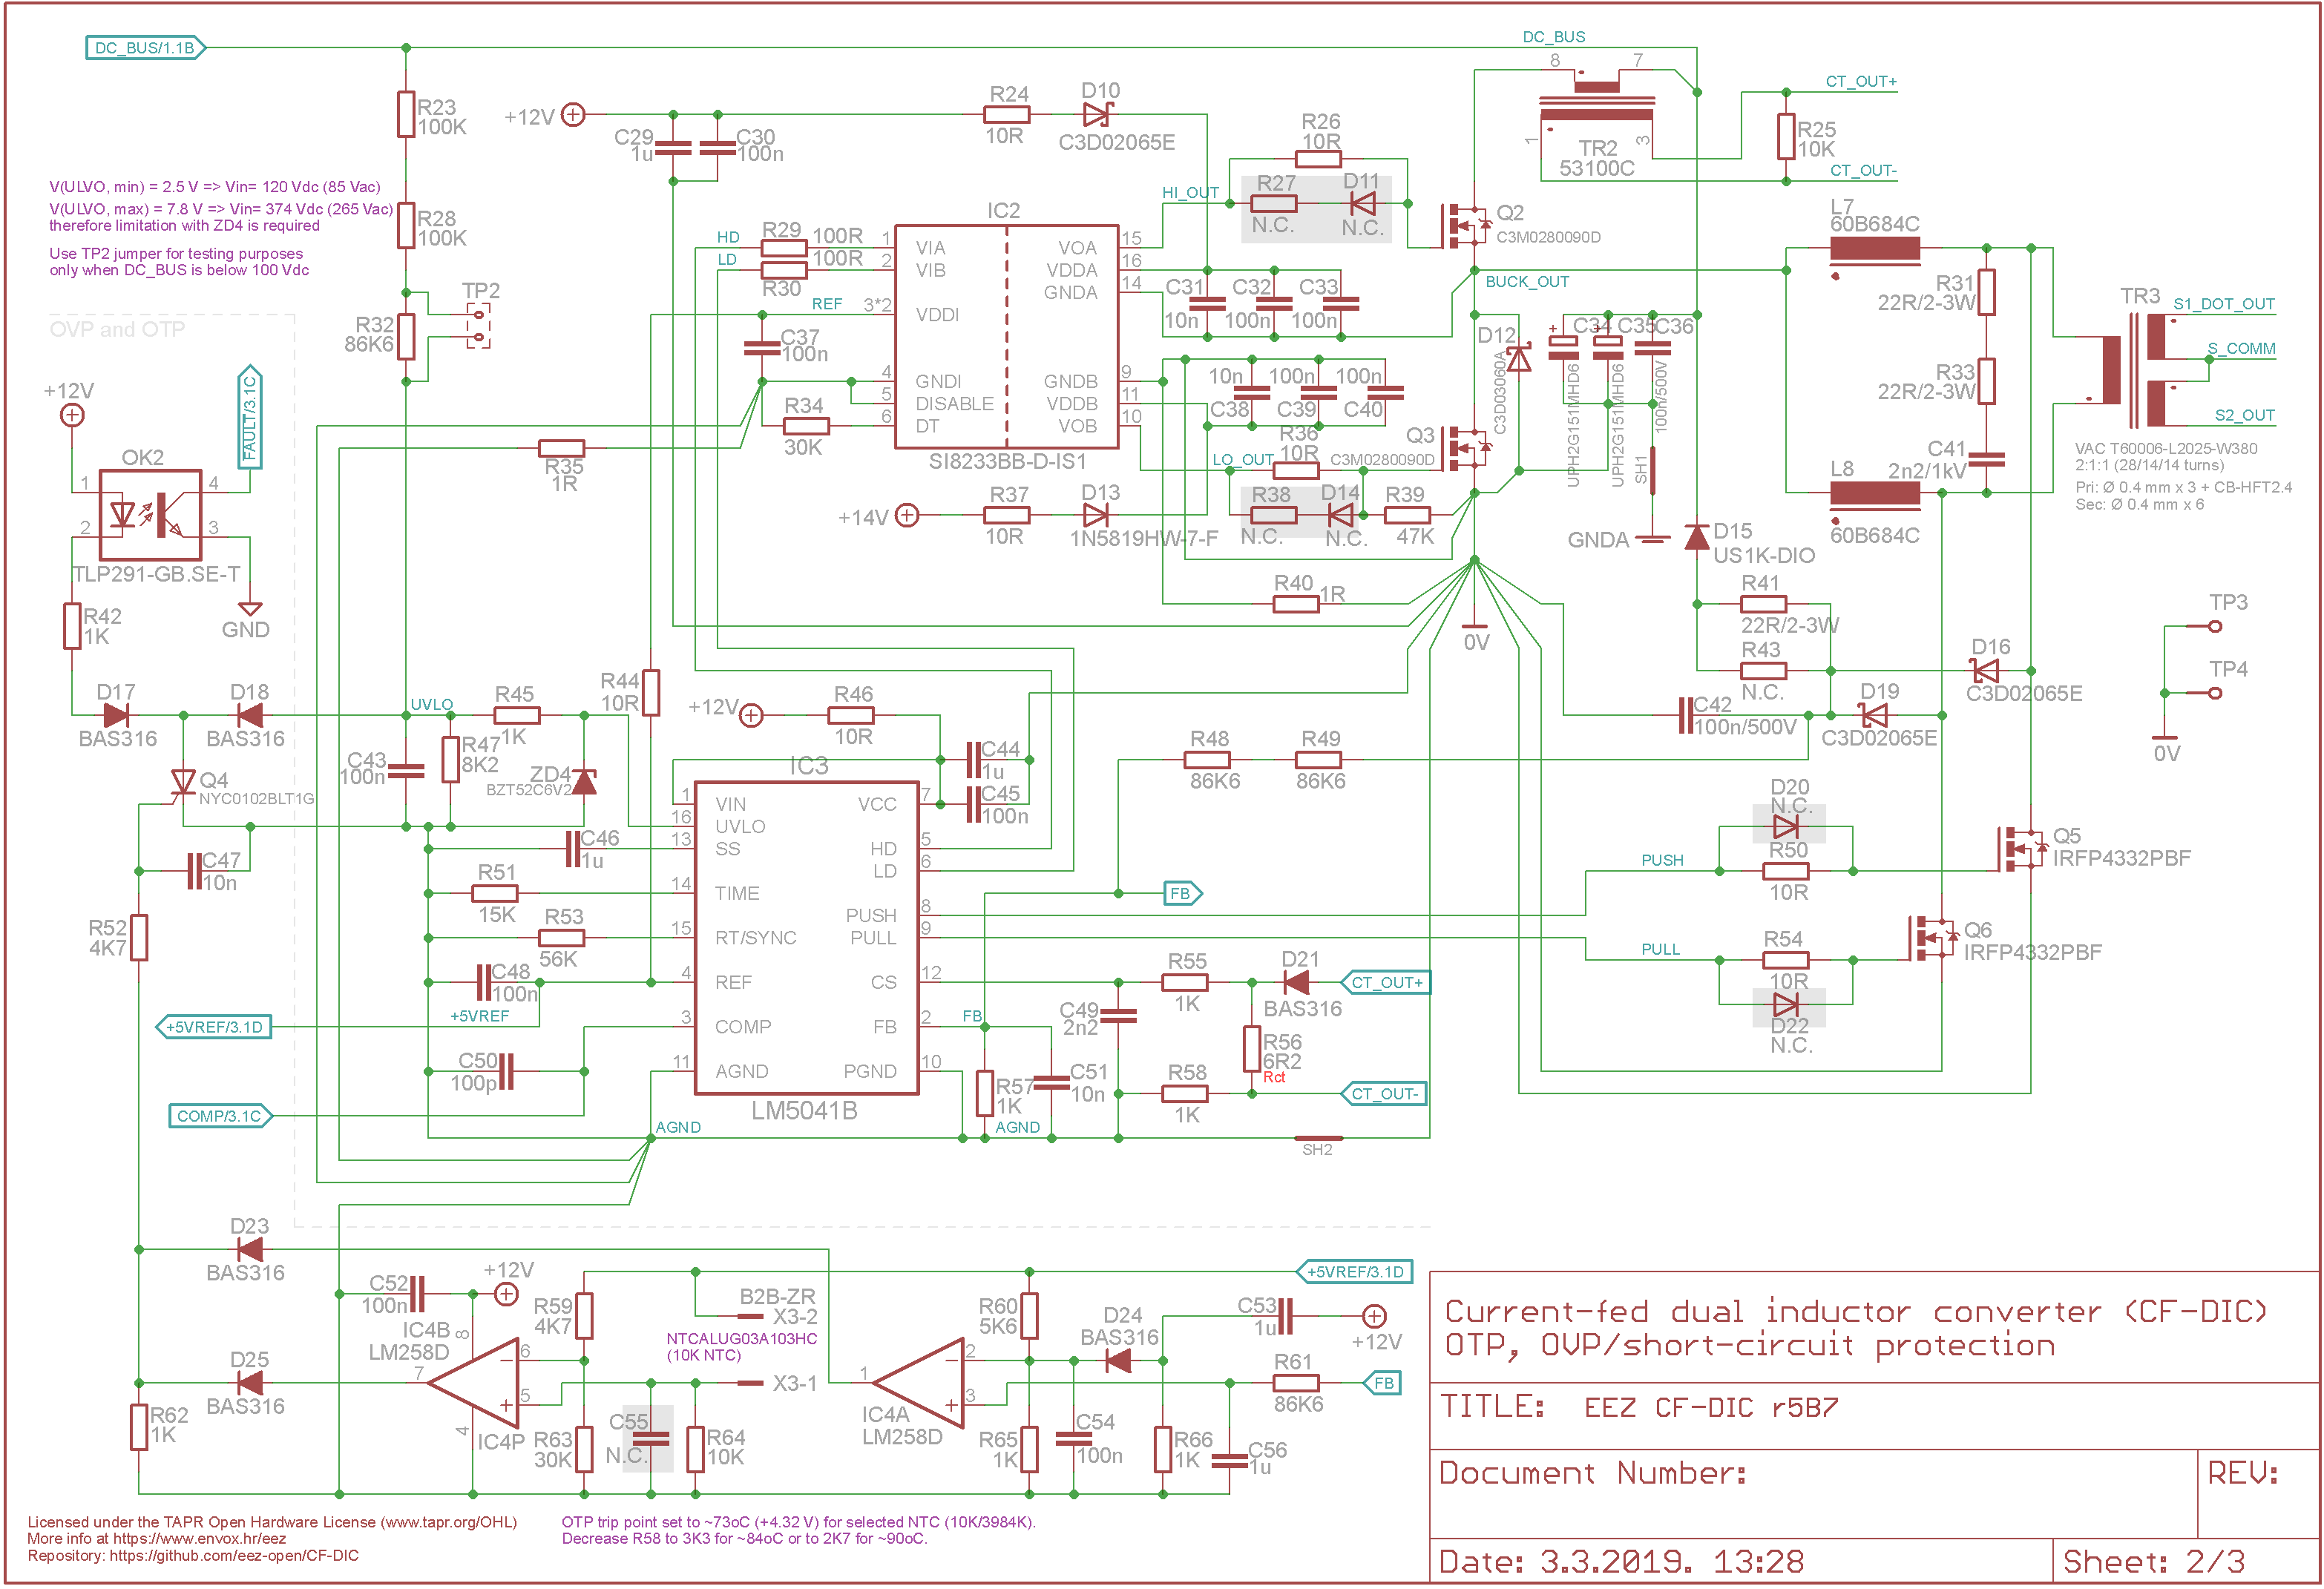 DC_BUS/1.1B
DC_BUS
8
7
CT_OUT+
R23
100K
+12V
C29
1u
C30
100n
R24
10R
D10
C3D02065E
R26
10R
1
3
TR2
53100C
R25
10K
CT_OUT-
V(ULVO, min) = 2.5 V => Vin= 120 Vdc (85 Vac)
V(ULVO, max) = 7.8 V => Vin= 374 Vdc (265 Vac)
therefore limitation with ZD4 is required
Use TP2 jumper for testing purposes
only when DC_BUS is below 100 Vdc
R28
100K
HI_OUT
R27
N.C.
D11
N.C.
Q2
C3M0280090D
L7
60B684C
IC2
HD
R29
100R
1
VIA
VOA
15
LD
R30
100R
2
VIB
VDDA
16
GNDA
14
REF
3*2
VDDI
C31
10n
C32
100n
C33
100n
BUCK_OUT
R31
22R/2-3W
TR3
S1_DOT_OUT
S_COMM
S2_OUT
TP2
OVP and OTP
R32
86K6
C37
100n
D12
C3D03060A
C34
UPH2G151MHD6
C35
UPH2G151MHD6
C36
100n/500V
R33
22R/2-3W
+12V
FAULT/3.1C
4
GNDI
5
DISABLE
6
DT
GNDB
9
VDDB
11
VOB
10
10n
100n
100n
C38
C39
C40
R34
30K
SI8233BB-D-IS1
R35
1R
R36
10R
LO_OUT
Q3
C3M0280090D
SH1
C41
2n2/1kV
L8
60B684C
VAC T60006-L2025-W380
2:1:1 (28/14/14 turns)
Pri: Ø 0.4 mm x 3 + CB-HFT2.4
Sec: Ø 0.4 mm x 6
OK2
1
4
2
3
TLP291-GB.SE-T
+14V
R37
10R
D13
1N5819HW-7-F
R38
N.C.
D14
N.C.
R39
47K
GNDA
D15
US1K-DIO
R42
1K
GND
R40
1R
0V
R41
22R/2-3W
R43
N.C.
D16
C3D02065E
TP3
TP4
0V
D17
BAS316
D18
BAS316
UVLO
R45
1K
R44
10R
+12V
R46
10R
C42
100n/500V
D19
C3D02065E
Q4
NYC0102BLT1G
C43
100n
R47
8K2
ZD4
BZT52C6V2
C44
1u
C45
100n
R48
86K6
R49
86K6
IC3
1
VIN
VCC
7
16
UVLO
13
SS
HD
5
LD
6
14
TIME
PUSH
8
15
RT/SYNC
PULL
9
4
REF
CS
12
3
COMP
FB
2
11
AGND
PGND
10
LM5041B
C46
1u
C47
10n
R51
15K
R53
56K
R52
4K7
C48
100n
+5VREF
+5VREF/3.1D
C50
100p
COMP/3.1C
AGND
FB
FB
PUSH
D20
N.C.
R50
10R
Q5
IRFP4332PBF
PULL
R54
10R
D22
N.C.
Q6
IRFP4332PBF
R55
1K
D21
BAS316
CT_OUT+
C49
2n2
R56
6R2
Rct
R57
1K
C51
10n
R58
1K
CT_OUT-
AGND
SH2
D23
BAS316
C52
100n
+12V
IC4B
LM258D
8
7
6
5
4
IC4P
R59
4K7
B2B-ZR
X3-2
NTCALUG03A103HC
(10K NTC)
X3-1
+5VREF/3.1D
R60
5K6
D24
BAS316
C53
1u
+12V
D25
BAS316
R62
1K
R63
30K
C55
N.C.
R64
10K
1
2
3
IC4A
LM258D
R61
86K6
FB
R65
1K
C54
100n
R66
1K
C56
1u
Current-fed dual inductor converter (CF-DIC)
OTP, OVP/short-circuit protection
TITLE: EEZ CF-DIC r5B7
Document Number:
REV:
Date: 3.3.2019. 13:28
Sheet: 2/3
Licensed under the TAPR Open Hardware License (www.tapr.org/OHL)
More info at https://www.envox.hr/eez
Repository: https://github.com/eez-open/CF-DIC
OTP trip point set to ~73oC (+4.32 V) for selected NTC (10K/3984K).
Decrease R58 to 3K3 for ~84oC or to 2K7 for ~90oC.